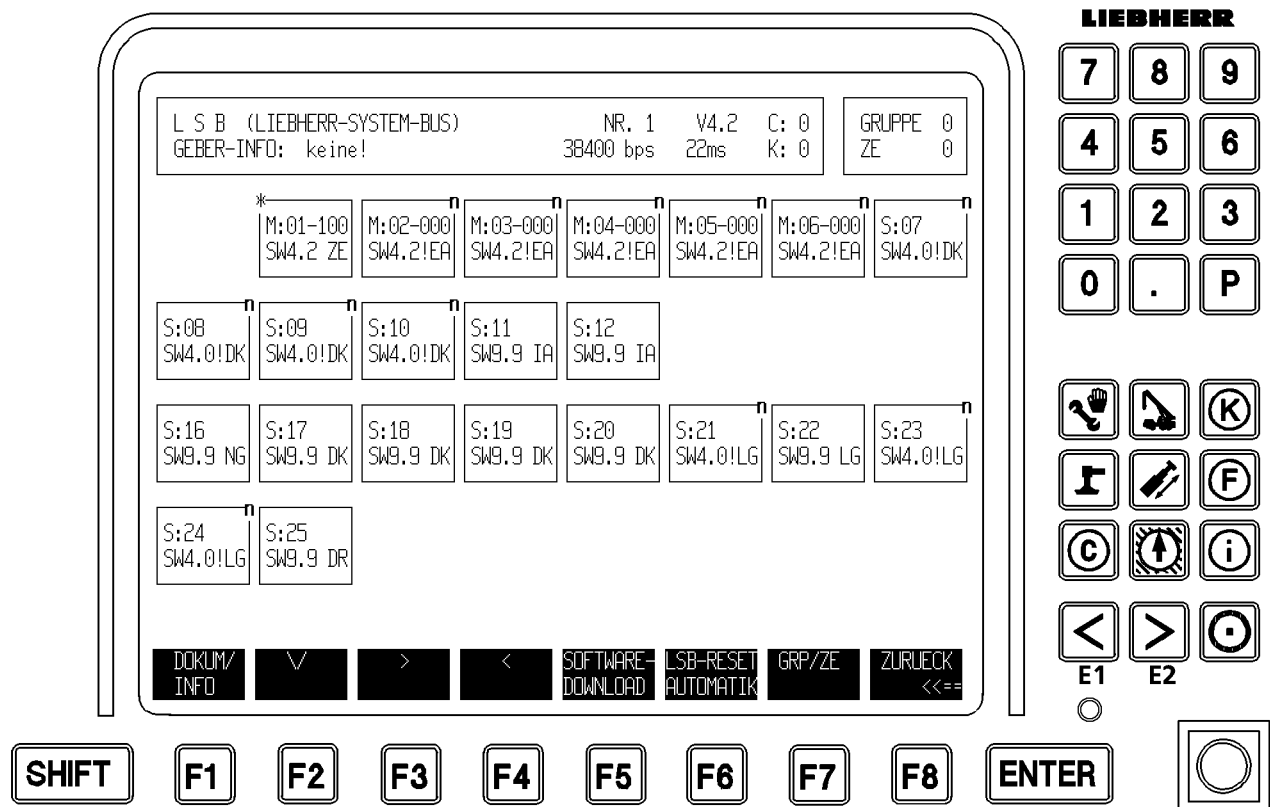 LIEBHERR
L S B (LIEBHERR-SYSTEM-BUS) NR. 1 V4.2 C: 0 GRUPPE 0
GEBER-INFO: keine! 38400 bps 22ms K: 0 ZE 0
* n n n n n n
M:01-100 M:02-000 M:03-000 M:04-000 M:05-000 M:06-000 S:07
SW4.2 ZE SW4.2!EA SW4.2!EA SW4.2!EA SW4.2!EA SW4.2!EA SW4.0!DK
n n n
S:08 S:09 S:10 S:11 S:12
SW4.0!DK SW4.0!DK SW4.0!DK SW9.9 IA SW9.9 IA
n n
S:16 S:17 S:18 S:19 S:20 S:21 S:22 S:23
SW9.9 NG SW9.9 DK SW9.9 DK SW9.9 DK SW9.9 DK SW4.0!LG SW9.9 LG SW4.0!LG
n
S:24 S:25
SW4.0!LG SW9.9 DR
DOKUM/ \/ > < SOFTWARE- LSB-RESET GRP/ZE ZURUECK
INFO DOWNLOAD AUTOMATIK <<==
7 8 9
4 5 6
1 2 3
0 . P
K
F
C i
< >
E1 E2
SHIFT F1 F2 F3 F4 F5 F6 F7 F8 ENTER